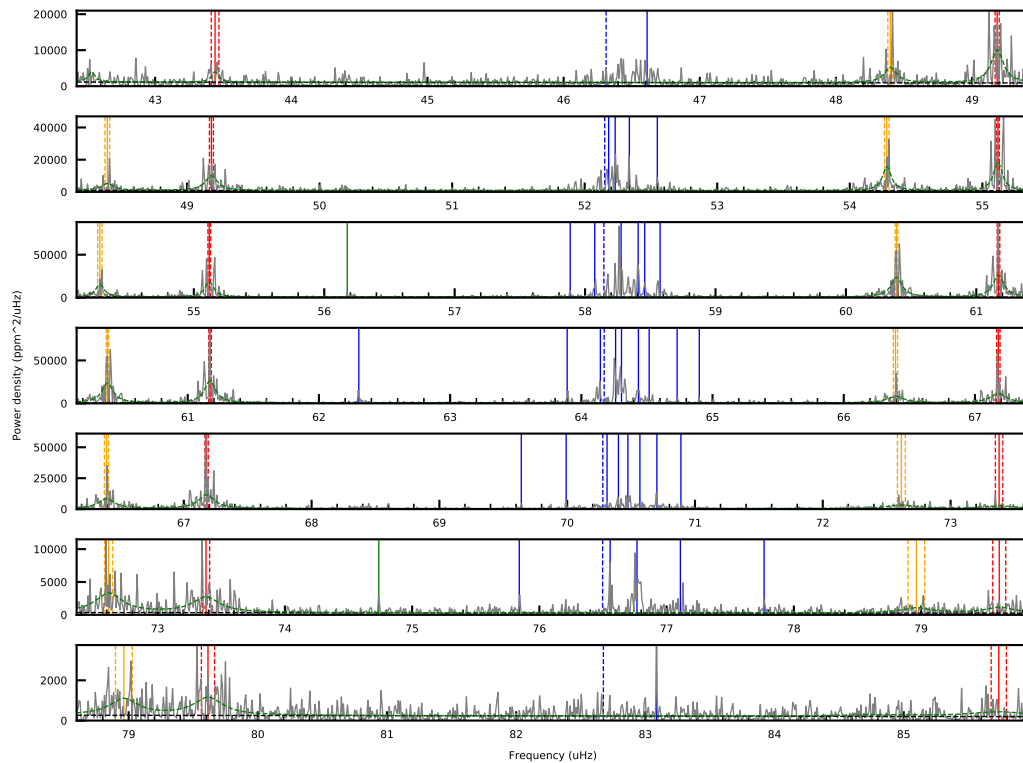 20000
10000
0
43 44 45 46 47 48 49
40000
20000
0
49 50 51 52 53 54 55
50000
0
55 56 57 58 59 60 61
50000
0
61 62 63 64 65 66 67
50000
25000
0
67 68 69 70 71 72 73
10000
5000
0
73 74 75 76 77 78 79
2000
0
79 80 81 82 83 84 85
Power density (ppm^2/uHz)
Frequency (uHz)